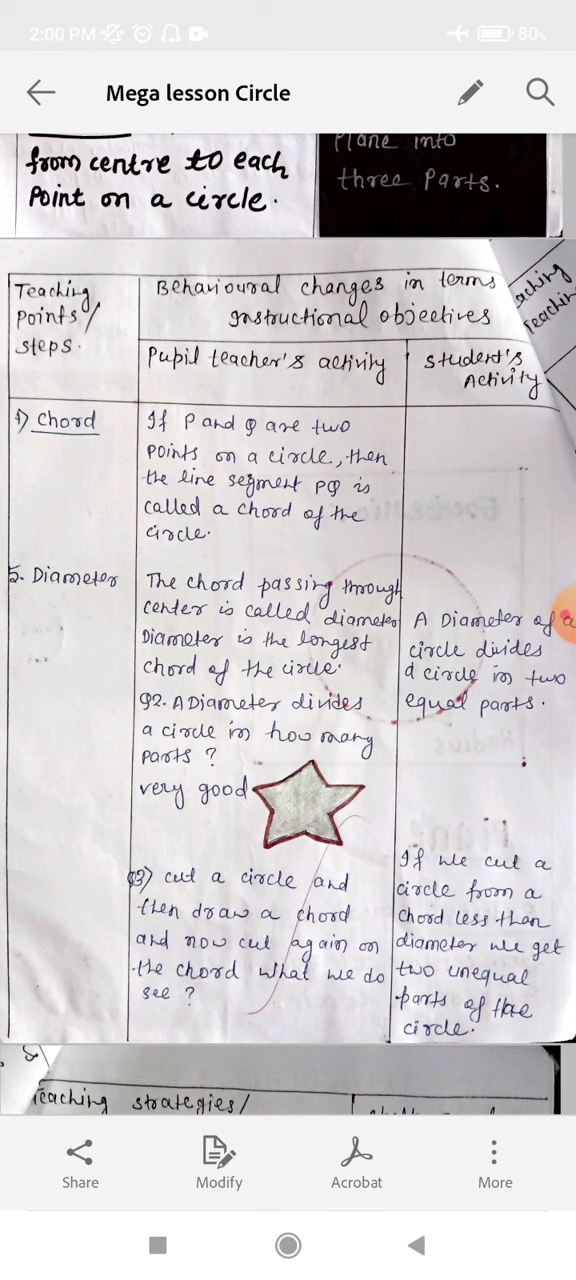 2:00 PM
80%
Mega lesson Circle
from centre to each
Point on a circle.
Plane into
three Parts.
Teaching
points/
steps.
Behavioural changes in terms
Instructional objectives
Pupil teacher's activity
Student's
Activity
aching
Teachin
4) Chord
If P and Q are two
points on a circle, then
the line segment PQ is
called a chord of the
circle.
5. Diameter
The chord passing through
center is called diameter
Diameter is the longest
chord of the circle.
Q2. A Diameter divides
a circle in how many
parts?
very good
A Diameter of a
circle divides
a circle in two
equal parts.
Q3) cut a circle and
then draw a chord
and now cut again on
the chord what we do
see?
If we cut a
circle from a
chord less than
diameter we get
two unequal
parts of the
circle.
Teaching strategies/
Share
Modify
Acrobat
More